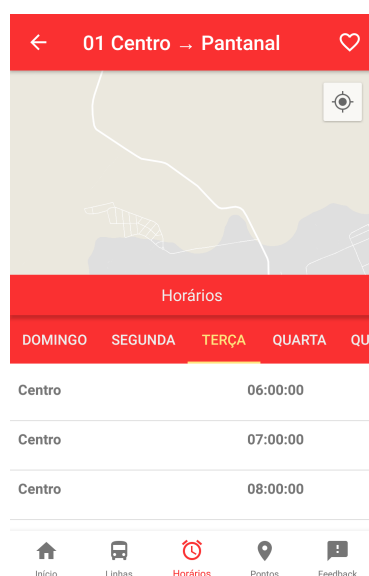 01 Centro → Pantanal
Horários
DOMINGO SEGUNDA TERÇA QUARTA QU
Centro 06:00:00
Centro 07:00:00
Centro 08:00:00
Início Linhas Horários Pontos Feedback